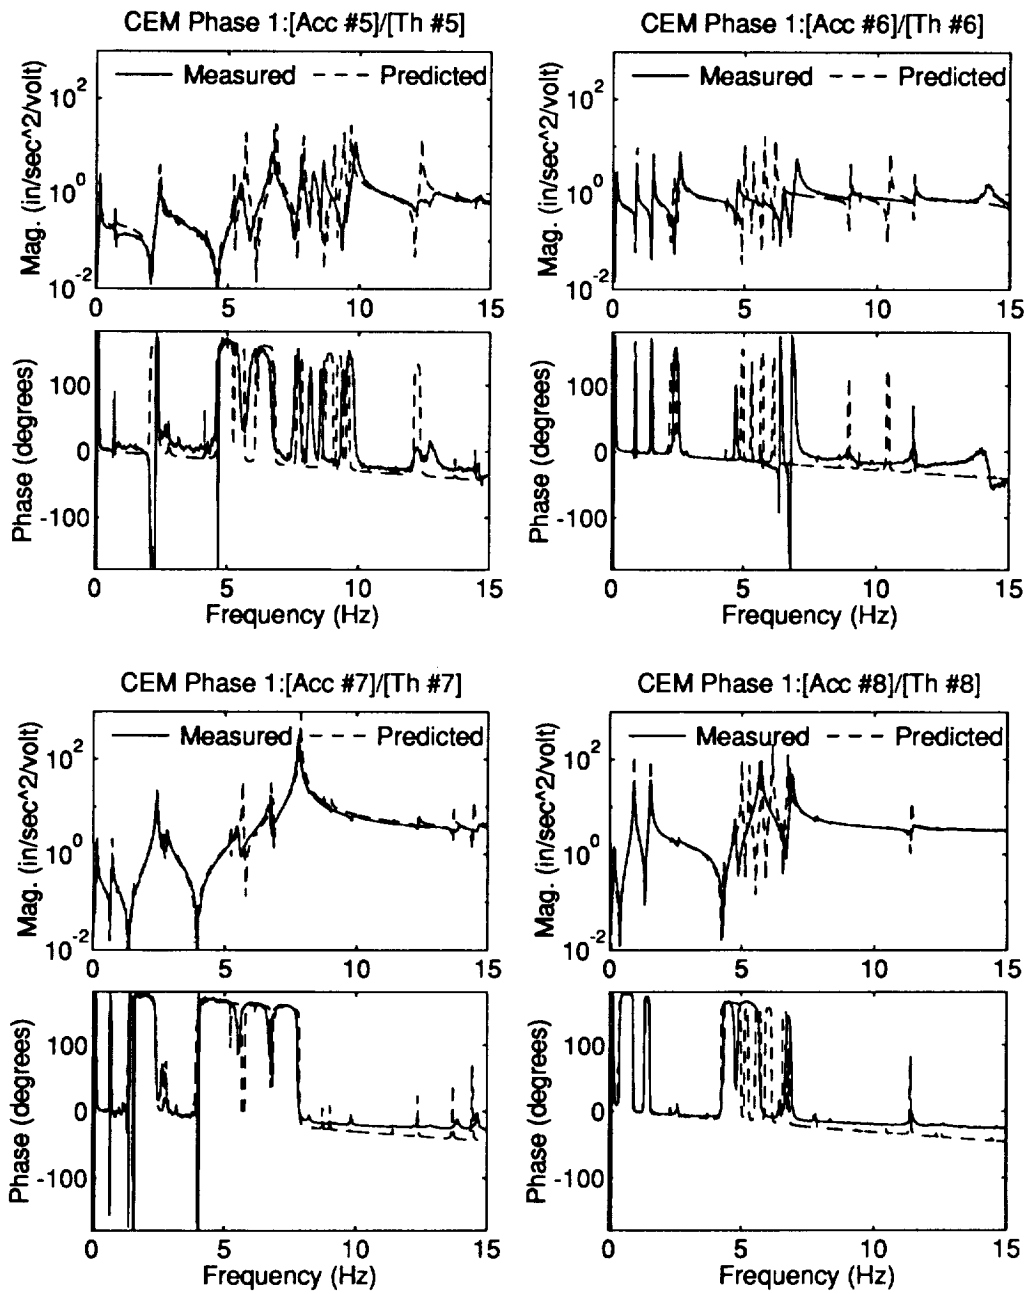 CEM Phase 1:[Acc #5]/[Th #5]
Mag. (in/sec^2/volt)
Measured
Predicted
10^2
10^0
10^-2
0 5 10 15
Phase (degrees)
100
0
-100
0 5 10 15
Frequency (Hz)
CEM Phase 1:[Acc #6]/[Th #6]
Mag. (in/sec^2/volt)
Measured
Predicted
10^2
10^0
10^-2
0 5 10 15
Phase (degrees)
100
0
-100
0 5 10 15
Frequency (Hz)
CEM Phase 1:[Acc #7]/[Th #7]
Mag. (in/sec^2/volt)
Measured
Predicted
10^2
10^0
10^-2
0 5 10 15
Phase (degrees)
100
0
-100
0 5 10 15
Frequency (Hz)
CEM Phase 1:[Acc #8]/[Th #8]
Mag. (in/sec^2/volt)
Measured
Predicted
10^2
10^0
10^-2
0 5 10 15
Phase (degrees)
100
0
-100
0 5 10 15
Frequency (Hz)